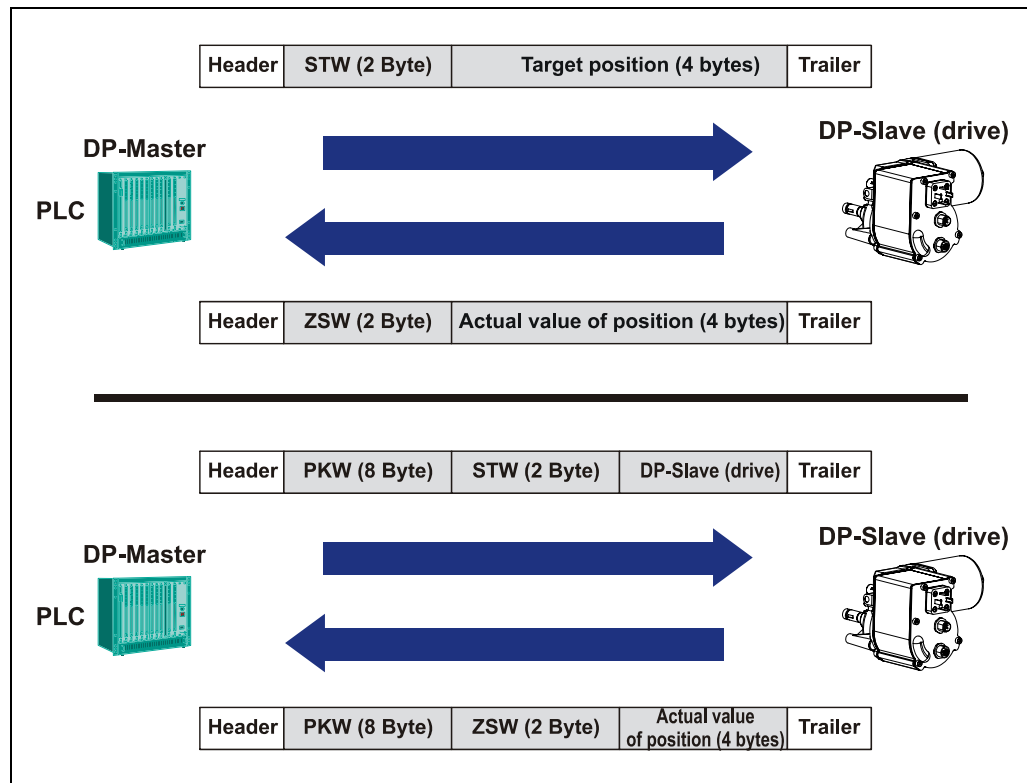 Header STW (2 Byte) Target position (4 bytes) Trailer
DP-Master
DP-Slave (drive)
PLC
Header ZSW (2 Byte) Actual value of position (4 bytes) Trailer
Header PKW (8 Byte) STW (2 Byte) DP-Slave (drive) Trailer
DP-Master
DP-Slave (drive)
PLC
Header PKW (8 Byte) ZSW (2 Byte) Actual value
of position (4 bytes) Trailer